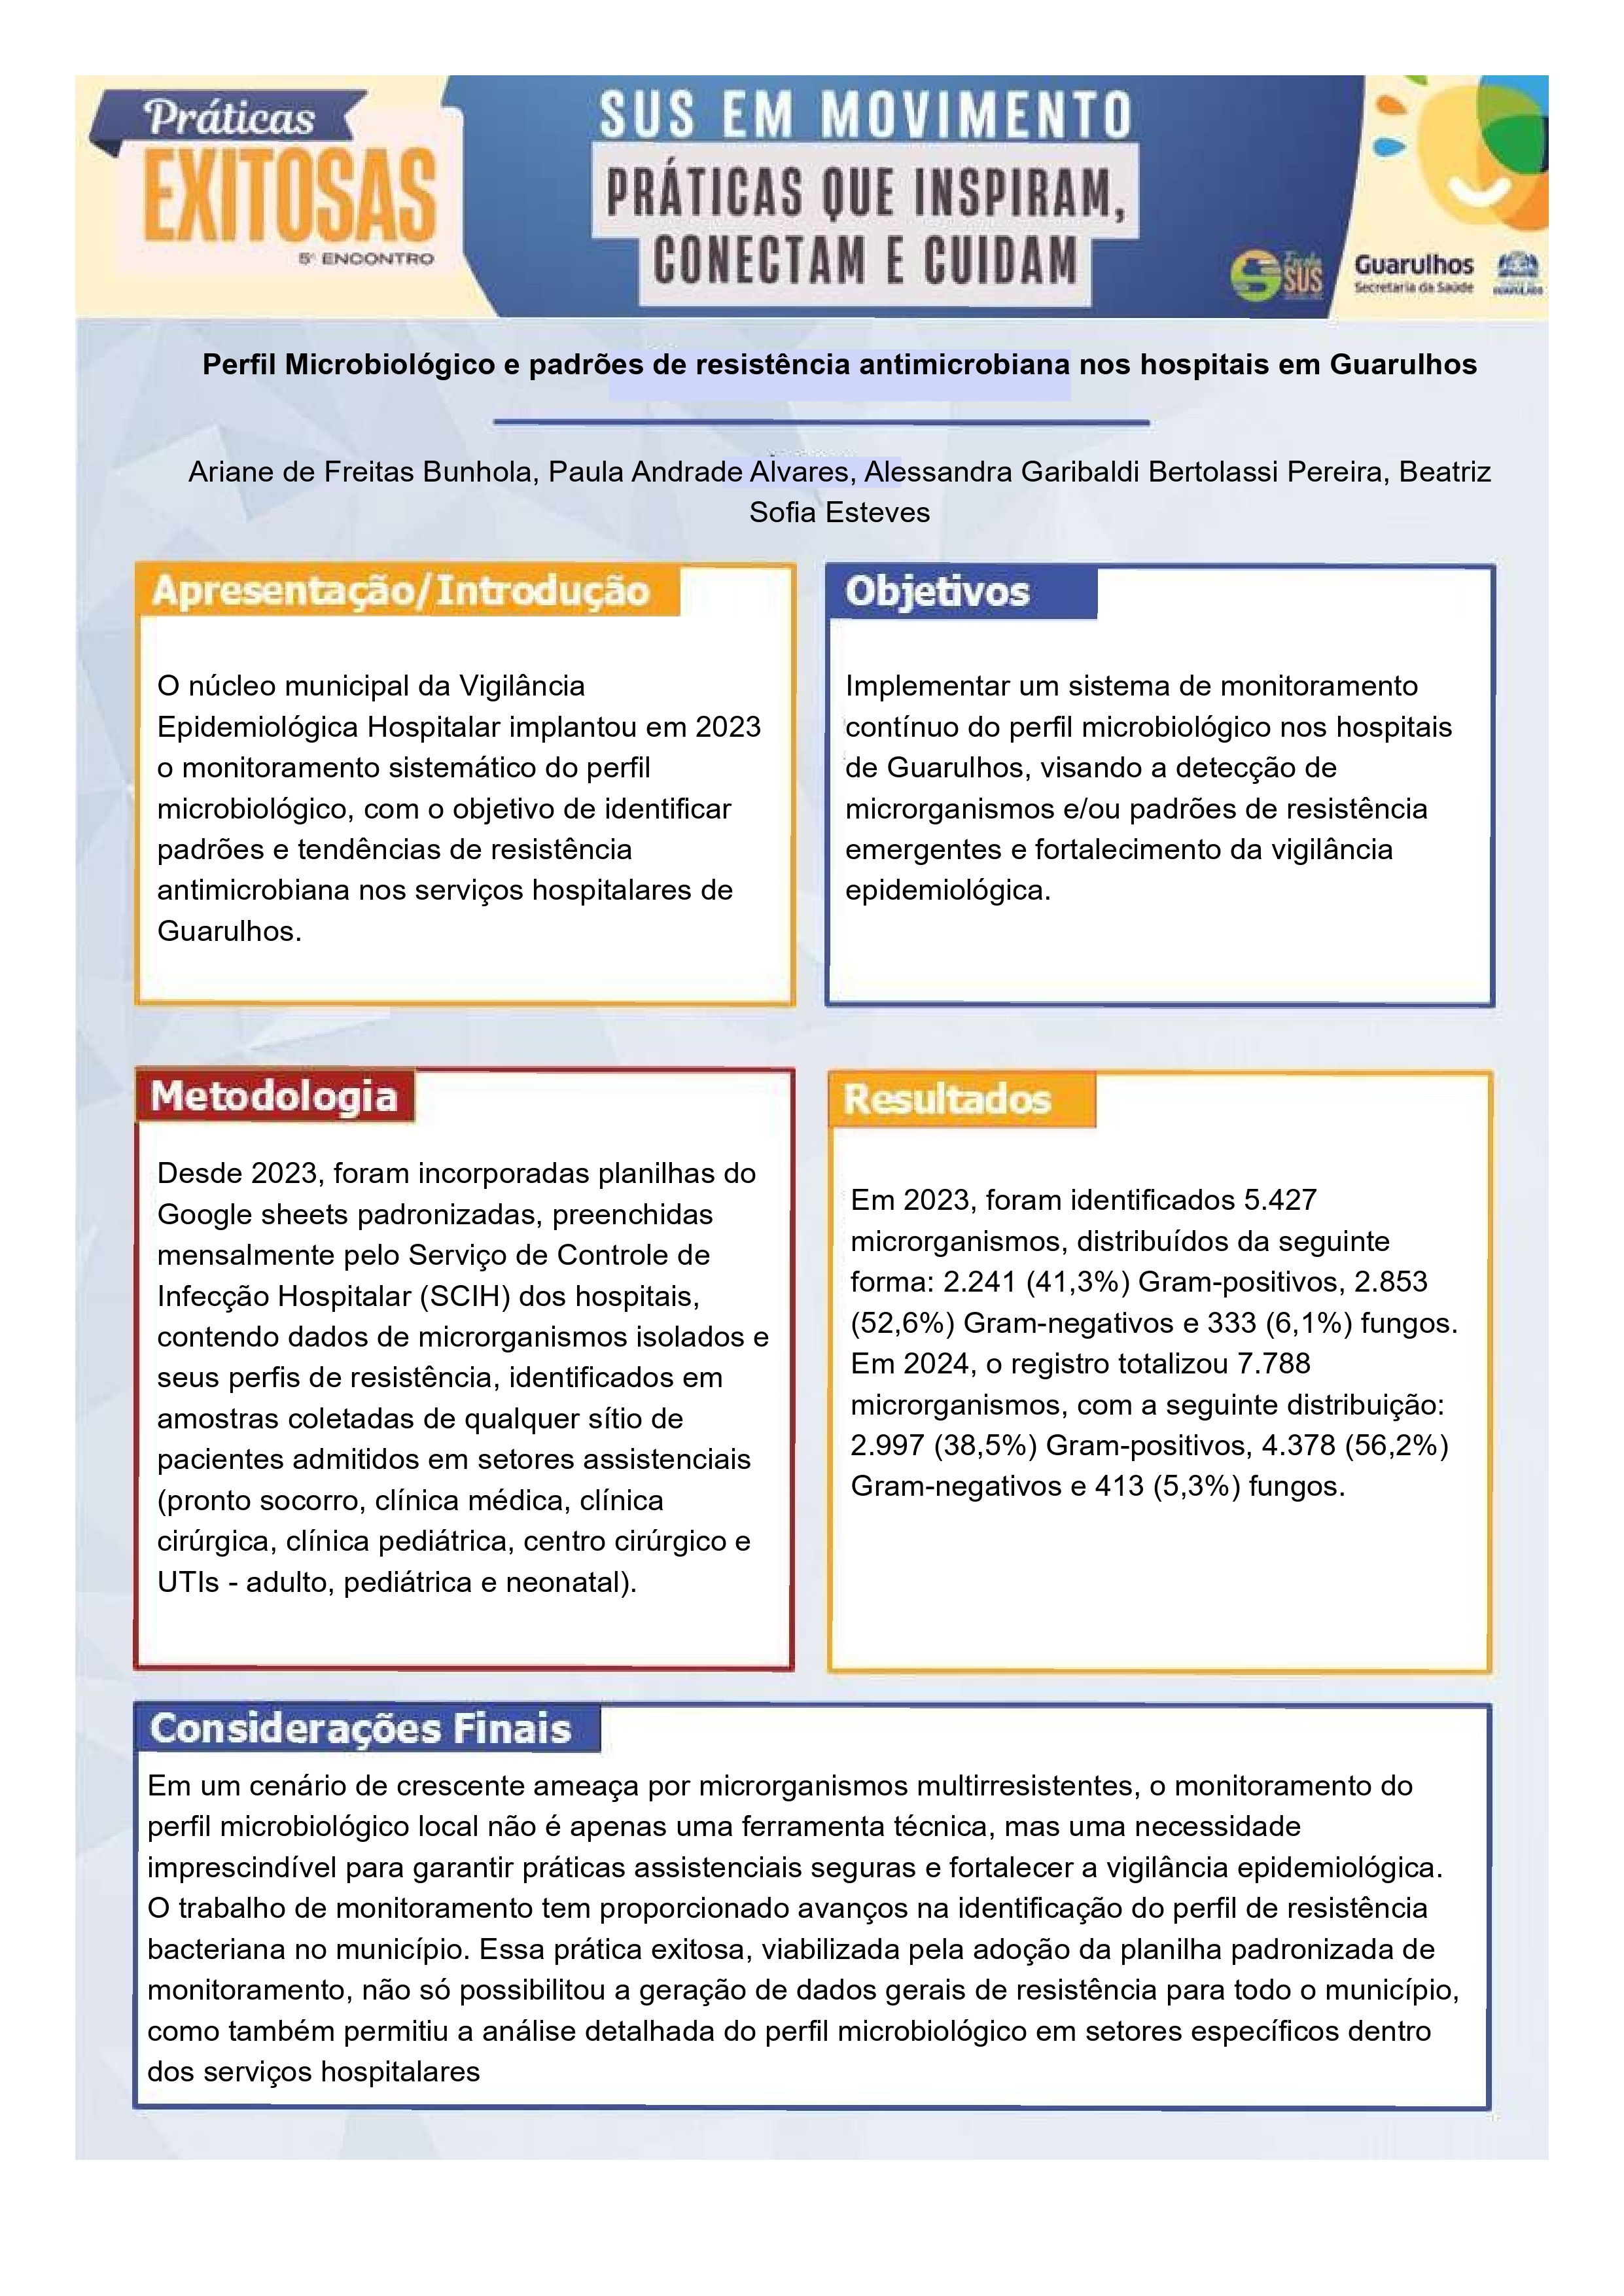 Práticas
EXITOSAS
5º ENCONTRO
SUS EM MOVIMENTO
PRÁTICAS QUE INSPIRAM,
CONECTAM E CUIDAM
Escola
SUS
Guarulhos
Secretaria da Saúde
GUARULHOS
Perfil Microbiológico e padrões de resistência antimicrobiana nos hospitais em Guarulhos
Ariane de Freitas Bunhola, Paula Andrade Alvares, Alessandra Garibaldi Bertolassi Pereira, Beatriz
Sofia Esteves
Apresentação/Introdução
O núcleo municipal da Vigilância
Epidemiológica Hospitalar implantou em 2023
o monitoramento sistemático do perfil
microbiológico, com o objetivo de identificar
padrões e tendências de resistência
antimicrobiana nos serviços hospitalares de
Guarulhos.
Objetivos
Implementar um sistema de monitoramento
contínuo do perfil microbiológico nos hospitais
de Guarulhos, visando a detecção de
microrganismos e/ou padrões de resistência
emergentes e fortalecimento da vigilância
epidemiológica.
Metodologia
Desde 2023, foram incorporadas planilhas do
Google sheets padronizadas, preenchidas
mensalmente pelo Serviço de Controle de
Infecção Hospitalar (SCIH) dos hospitais,
contendo dados de microrganismos isolados e
seus perfis de resistência, identificados em
amostras coletadas de qualquer sítio de
pacientes admitidos em setores assistenciais
(pronto socorro, clínica médica, clínica
cirúrgica, clínica pediátrica, centro cirúrgico e
UTIs - adulto, pediátrica e neonatal).
Resultados
Em 2023, foram identificados 5.427
microrganismos, distribuídos da seguinte
forma: 2.241 (41,3%) Gram-positivos, 2.853
(52,6%) Gram-negativos e 333 (6,1%) fungos.
Em 2024, o registro totalizou 7.788
microrganismos, com a seguinte distribuição:
2.997 (38,5%) Gram-positivos, 4.378 (56,2%)
Gram-negativos e 413 (5,3%) fungos.
Considerações Finais
Em um cenário de crescente ameaça por microrganismos multirresistentes, o monitoramento do
perfil microbiológico local não é apenas uma ferramenta técnica, mas uma necessidade
imprescindível para garantir práticas assistenciais seguras e fortalecer a vigilância epidemiológica.
O trabalho de monitoramento tem proporcionado avanços na identificação do perfil de resistência
bacteriana no município. Essa prática exitosa, viabilizada pela adoção da planilha padronizada de
monitoramento, não só possibilitou a geração de dados gerais de resistência para todo o município,
como também permitiu a análise detalhada do perfil microbiológico em setores específicos dentro
dos serviços hospitalares